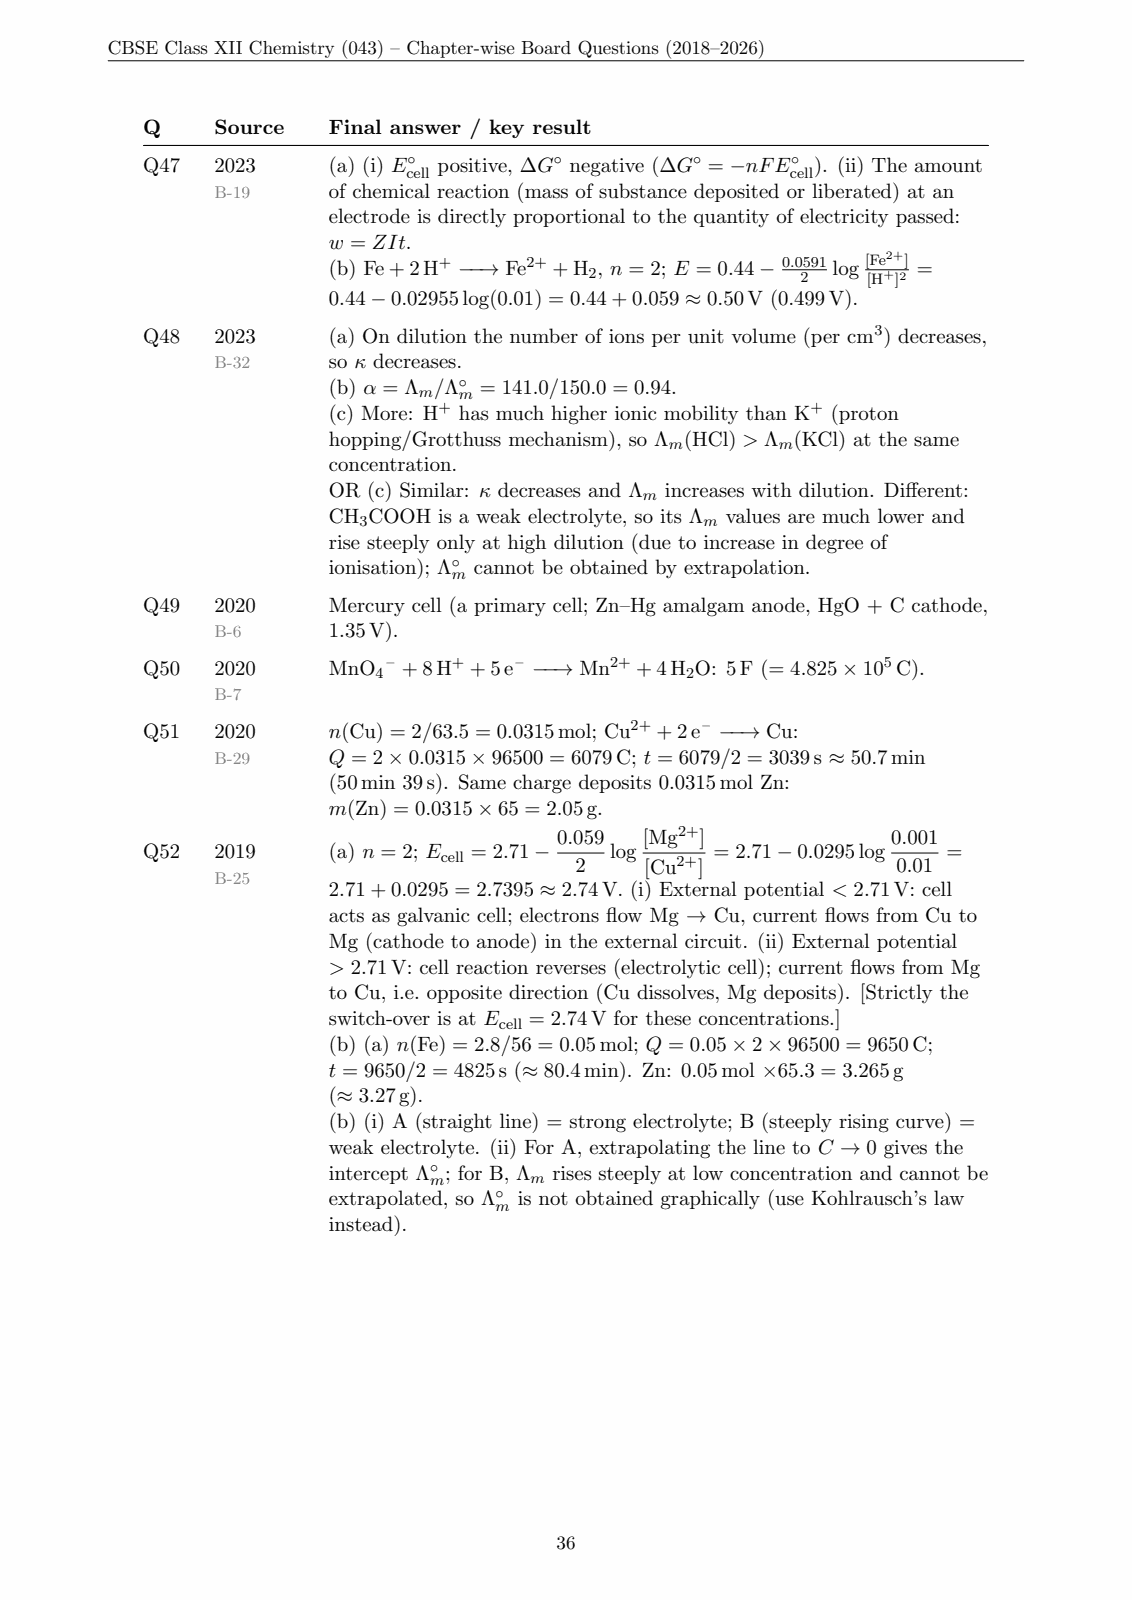 CBSE Class XII Chemistry (043) – Chapter-wise Board Questions (2018–2026)
Q Source Final answer / key result
Q47 2023 (a) (i) E°cell positive, ΔG° negative (ΔG° = −nFE°cell). (ii) The amount
B-19 of chemical reaction (mass of substance deposited or liberated) at an
electrode is directly proportional to the quantity of electricity passed:
w = ZIt.
(b) Fe + 2 H⁺ ⟶ Fe²⁺ + H₂, n = 2; E = 0.44 − 0.0591/2 log [Fe²⁺]/[H⁺]² =
0.44 − 0.02955 log(0.01) = 0.44 + 0.059 ≈ 0.50 V (0.499 V).
Q48 2023 (a) On dilution the number of ions per unit volume (per cm³) decreases,
B-32 so κ decreases.
(b) α = Λₘ/Λ°ₘ = 141.0/150.0 = 0.94.
(c) More: H⁺ has much higher ionic mobility than K⁺ (proton
hopping/Grotthuss mechanism), so Λₘ(HCl) > Λₘ(KCl) at the same
concentration.
OR (c) Similar: κ decreases and Λₘ increases with dilution. Different:
CH₃COOH is a weak electrolyte, so its Λₘ values are much lower and
rise steeply only at high dilution (due to increase in degree of
ionisation); Λ°ₘ cannot be obtained by extrapolation.
Q49 2020 Mercury cell (a primary cell; Zn–Hg amalgam anode, HgO + C cathode,
B-6 1.35 V).
Q50 2020 MnO₄⁻ + 8 H⁺ + 5 e⁻ ⟶ Mn²⁺ + 4 H₂O: 5 F (= 4.825 × 10⁵ C).
B-7
Q51 2020 n(Cu) = 2/63.5 = 0.0315 mol; Cu²⁺ + 2 e⁻ ⟶ Cu:
B-29 Q = 2 × 0.0315 × 96500 = 6079 C; t = 6079/2 = 3039 s ≈ 50.7 min
(50 min 39 s). Same charge deposits 0.0315 mol Zn:
m(Zn) = 0.0315 × 65 = 2.05 g.
Q52 2019 (a) n = 2; Ecell = 2.71 − 0.059/2 log [Mg²⁺]/[Cu²⁺] = 2.71 − 0.0295 log 0.001/0.01 =
B-25 2.71 + 0.0295 = 2.7395 ≈ 2.74 V. (i) External potential < 2.71 V: cell
acts as galvanic cell; electrons flow Mg → Cu, current flows from Cu to
Mg (cathode to anode) in the external circuit. (ii) External potential
> 2.71 V: cell reaction reverses (electrolytic cell); current flows from Mg
to Cu, i.e. opposite direction (Cu dissolves, Mg deposits). [Strictly the
switch-over is at Ecell = 2.74 V for these concentrations.]
(b) (a) n(Fe) = 2.8/56 = 0.05 mol; Q = 0.05 × 2 × 96500 = 9650 C;
t = 9650/2 = 4825 s (≈ 80.4 min). Zn: 0.05 mol ×65.3 = 3.265 g
(≈ 3.27 g).
(b) (i) A (straight line) = strong electrolyte; B (steeply rising curve) =
weak electrolyte. (ii) For A, extrapolating the line to C → 0 gives the
intercept Λ°ₘ; for B, Λₘ rises steeply at low concentration and cannot be
extrapolated, so Λ°ₘ is not obtained graphically (use Kohlrausch's law
instead).
36